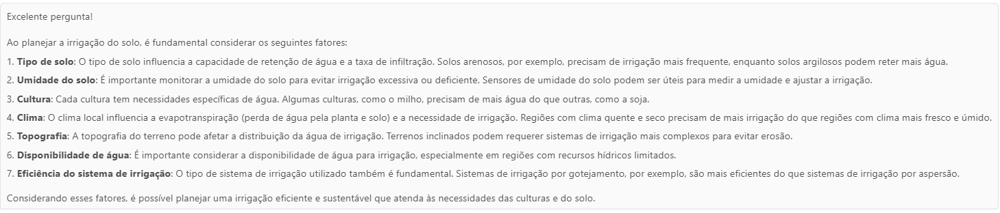 Excelente pergunta!
Ao planejar a irrigação do solo, é fundamental considerar os seguintes fatores:
1. Tipo de solo: O tipo de solo influencia a capacidade de retenção de água e a taxa de infiltração. Solos arenosos, por exemplo, precisam de irrigação mais frequente, enquanto solos argilosos podem reter mais água.
2. Umidade do solo: É importante monitorar a umidade do solo para evitar irrigação excessiva ou deficiente. Sensores de umidade do solo podem ser úteis para medir a umidade e ajustar a irrigação.
3. Cultura: Cada cultura tem necessidades específicas de água. Algumas culturas, como o milho, precisam de mais água do que outras, como a soja.
4. Clima: O clima local influencia a evapotranspiração (perda de água pela planta e solo) e a necessidade de irrigação. Regiões com clima quente e seco precisam de mais irrigação do que regiões com clima mais fresco e úmido.
5. Topografia: A topografia do terreno pode afetar a distribuição da água de irrigação. Terrenos inclinados podem requerer sistemas de irrigação mais complexos para evitar erosão.
6. Disponibilidade de água: É importante considerar a disponibilidade de água para irrigação, especialmente em regiões com recursos hídricos limitados.
7. Eficiência do sistema de irrigação: O tipo de sistema de irrigação utilizado também é fundamental. Sistemas de irrigação por gotejamento, por exemplo, são mais eficientes do que sistemas de irrigação por aspersão.
Considerando esses fatores, é possível planejar uma irrigação eficiente e sustentável que atenda às necessidades das culturas e do solo.